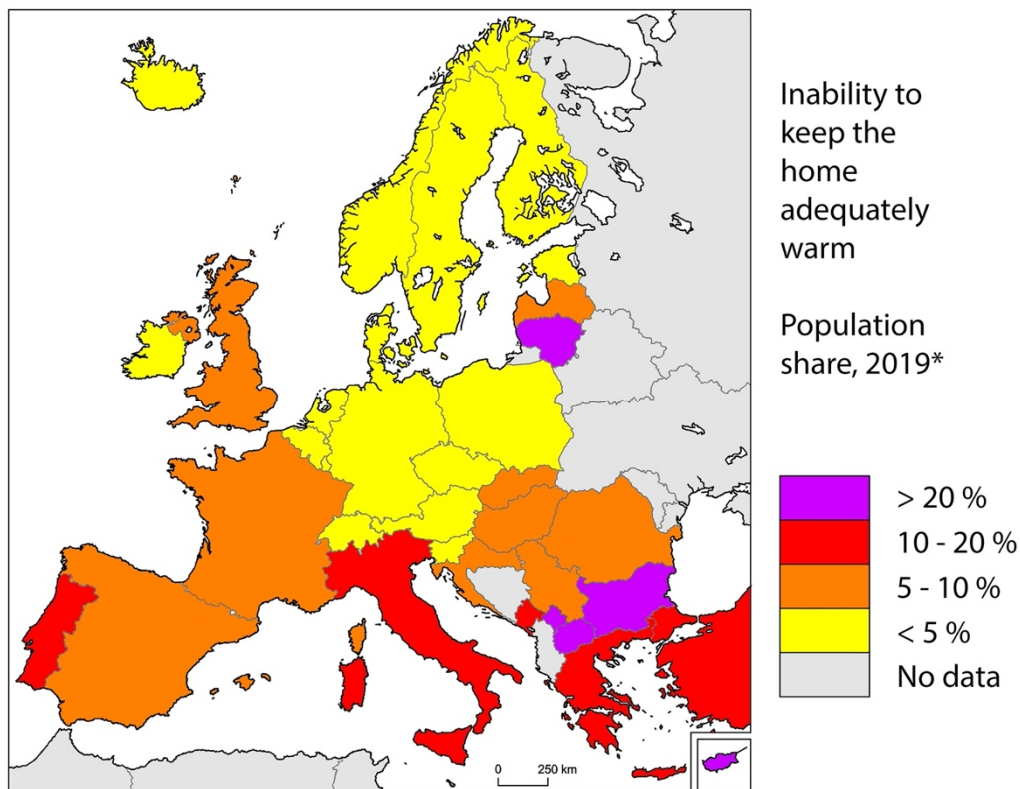 Inability to
keep the
home
adequately
warm
Population
share, 2019*
> 20 %
10 - 20 %
5 - 10 %
< 5 %
No data
0 250 km